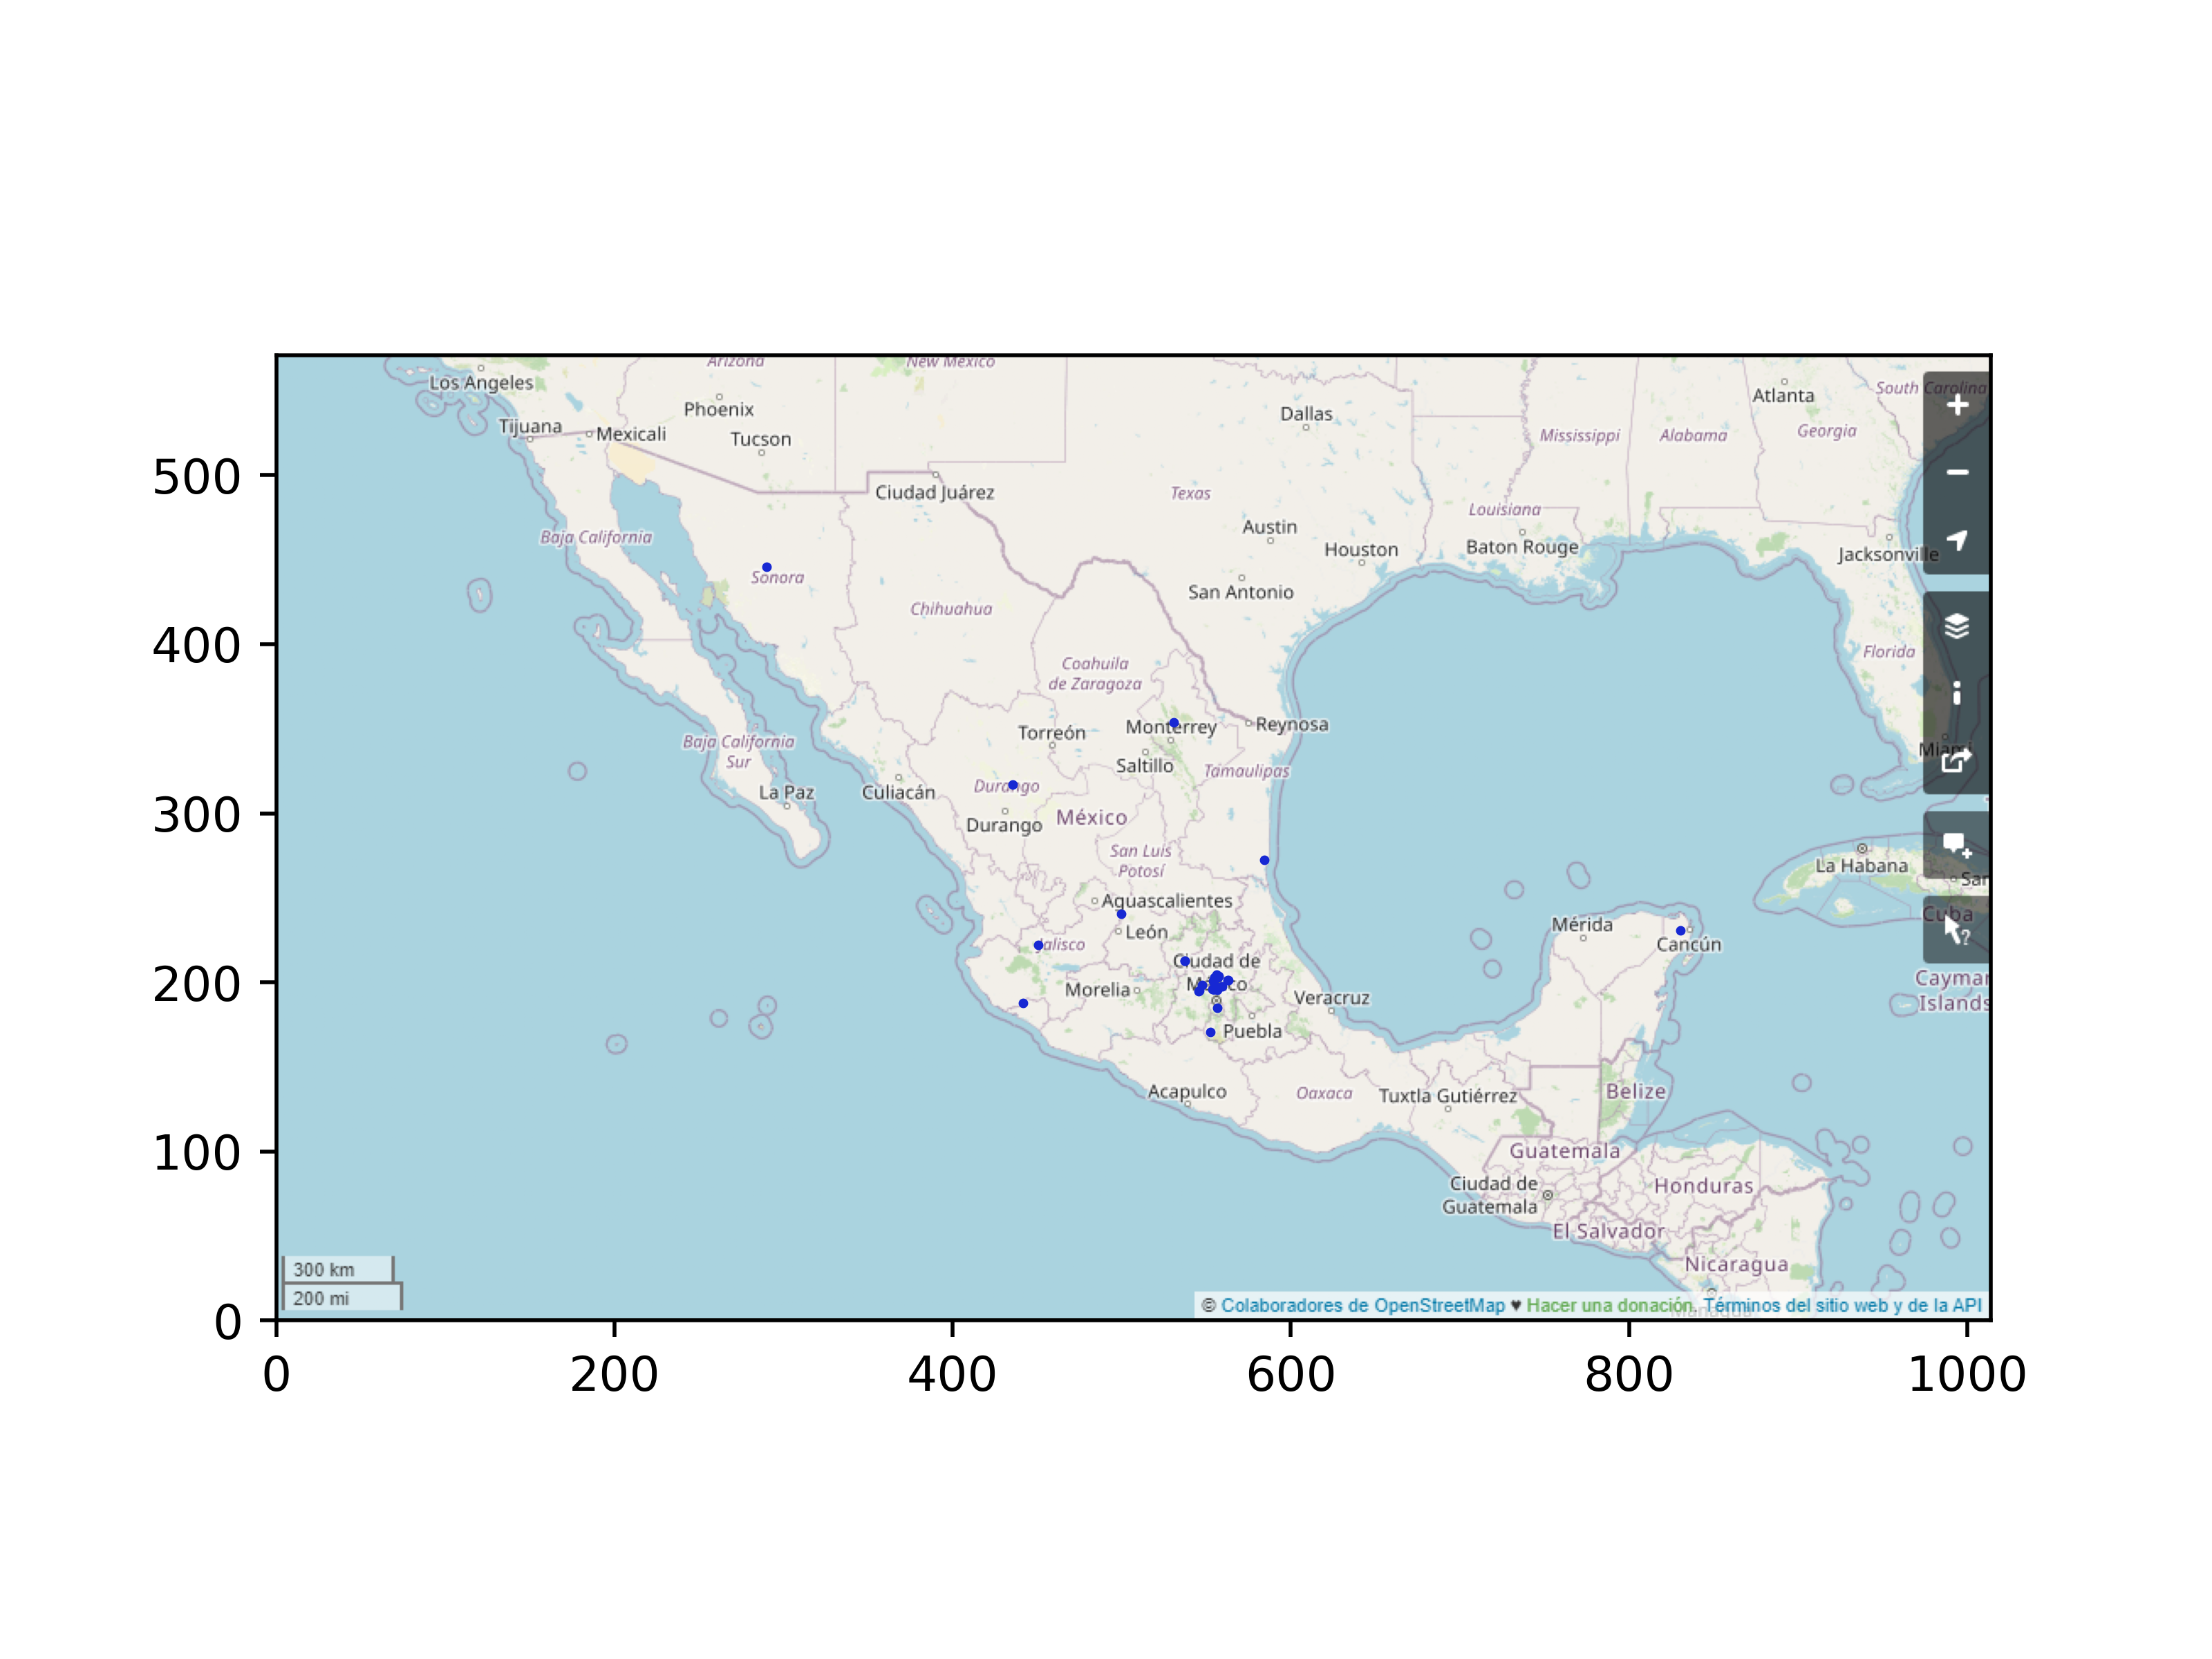 Arizona
New Mexico
Los Angeles
Phoenix
Atlanta
South Carolina
Tijuana
Mexicali
Tucson
Dallas
Mississippi
Alabama
Georgia
500
Ciudad Juárez
Texas
Louisiana
Baja California
Austin
Houston
Baton Rouge
Jacksonville
Sonora
San Antonio
Chihuahua
400
Coahuila
de Zaragoza
Florida
Baja California
Sur
Torreón
Monterrey
Reynosa
Miami
Saltillo
Tamaulipas
300
La Paz
Culiacán
Durango
Durango
México
San Luis
Potosí
La Habana
San
Aguascalientes
Cuba
León
Jalisco
Mérida
Cancún
200
Ciudad de
México
Morelia
Veracruz
Cayman
Islands
Puebla
Acapulco
Oaxaca
Tuxtla Gutiérrez
Belize
100
Guatemala
Ciudad de
Guatemala
Honduras
El Salvador
Nicaragua
300 km
200 mi
© Colaboradores de OpenStreetMap ♥ Hacer una donación. Términos del sitio web y de la API
Managua
0
0 200 400 600 800 1000